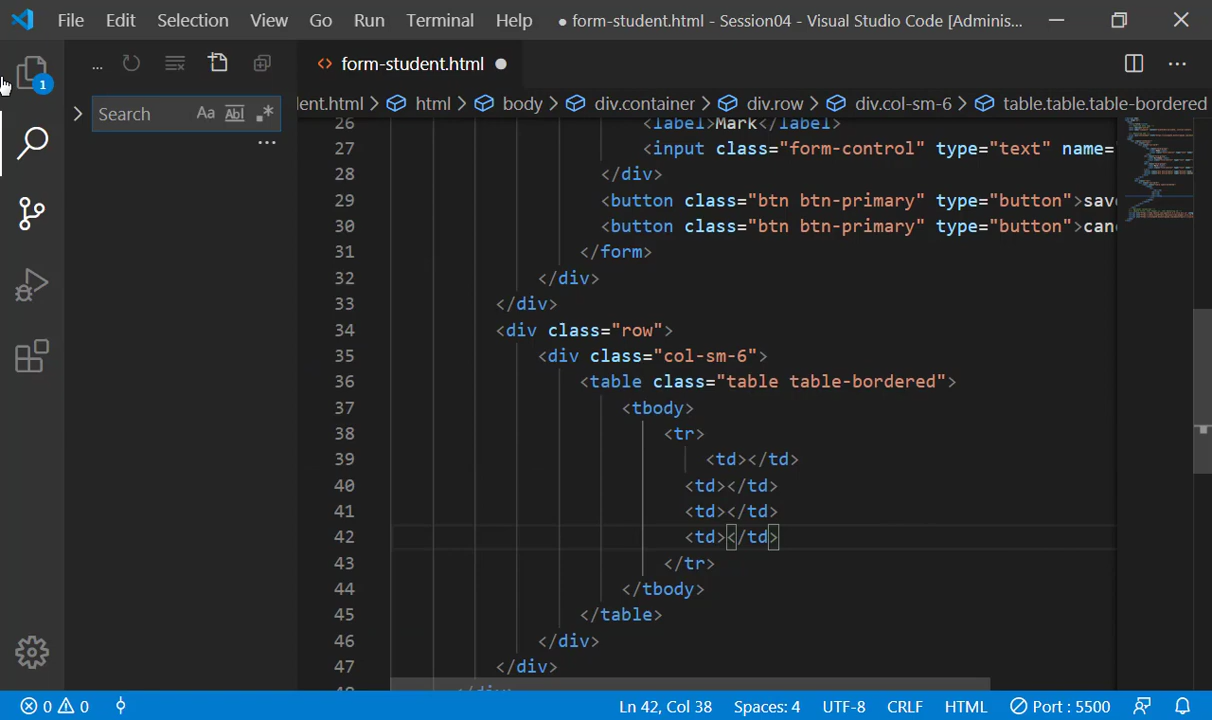 File Edit Selection View Go Run Terminal Help ● form-student.html - Session04 - Visual Studio Code [Adminis...
1
... form-student.html ●
Search Aa Abl .*
...
dent.html > html > body > div.container > div.row > div.col-sm-6 > table.table.table-bordered
26 <label>Mark</label>
27 <input class="form-control" type="text" name=
28 </div>
29 <button class="btn btn-primary" type="button">sav
30 <button class="btn btn-primary" type="button">can
31 </form>
32 </div>
33 </div>
34 <div class="row">
35 <div class="col-sm-6">
36 <table class="table table-bordered">
37 <tbody>
38 <tr>
39 <td></td>
40 <td></td>
41 <td></td>
42 <td></td>
43 </tr>
44 </tbody>
45 </table>
46 </div>
47 </div>
0 0 Ln 42, Col 38 Spaces: 4 UTF-8 CRLF HTML Port : 5500